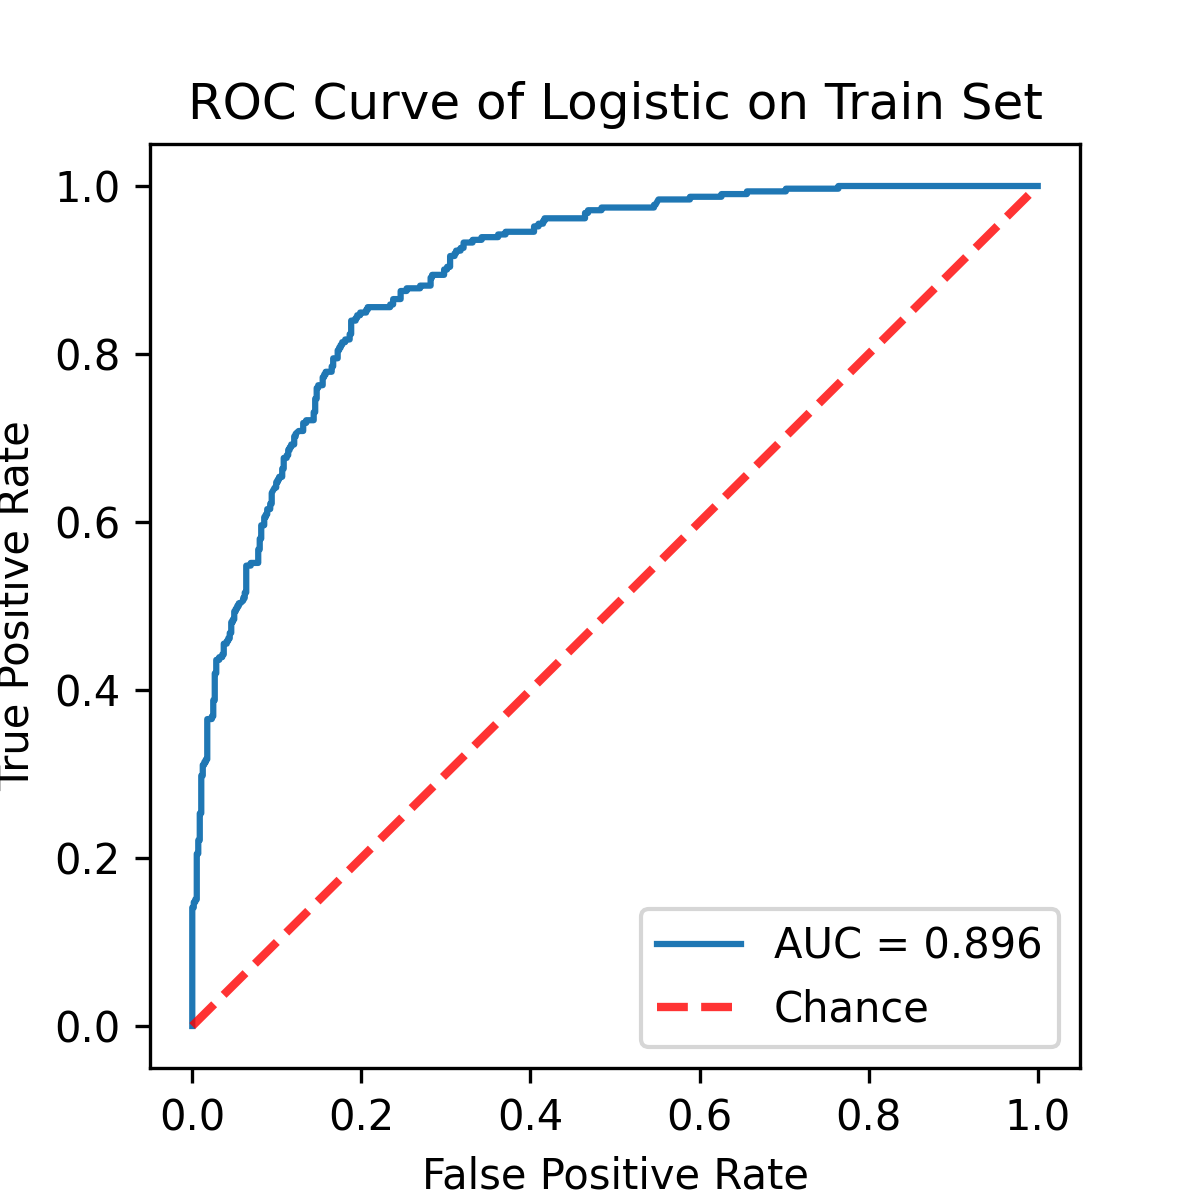 ROC Curve of Logistic on Train Set
True Positive Rate
1.0
0.8
0.6
0.4
0.2
0.0
AUC = 0.896
Chance
0.0 0.2 0.4 0.6 0.8 1.0
False Positive Rate